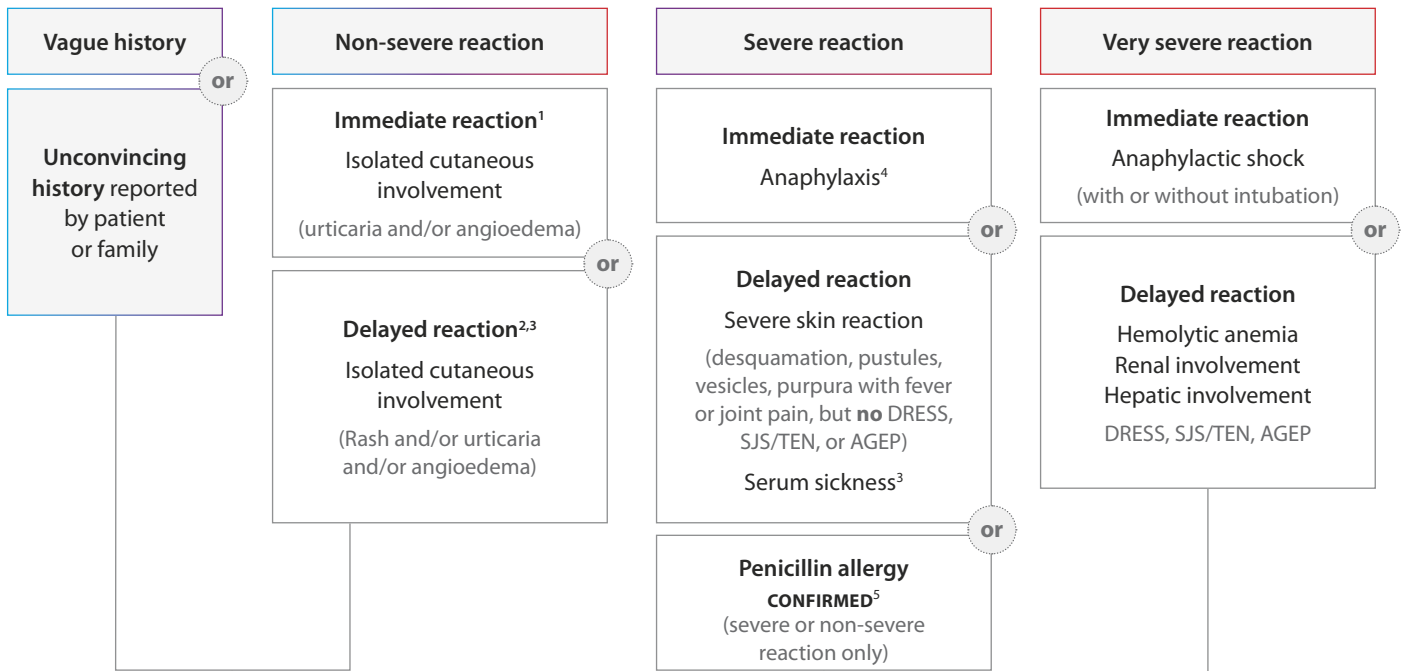 Vague history
or
Unconvincing
history reported
by patient
or family
Non-severe reaction
Immediate reaction¹
Isolated cutaneous
involvement
(urticaria and/or angioedema)
or
Delayed reaction²,³
Isolated cutaneous
involvement
(Rash and/or urticaria
and/or angioedema)
Severe reaction
Immediate reaction
Anaphylaxis⁴
or
Delayed reaction
Severe skin reaction
(desquamation, pustules,
vesicles, purpura with fever
or joint pain, but no DRESS,
SJS/TEN, or AGEP)
Serum sickness³
or
Penicillin allergy
CONFIRMED⁵
(severe or non-severe
reaction only)
Very severe reaction
Immediate reaction
Anaphylactic shock
(with or without intubation)
or
Delayed reaction
Hemolytic anemia
Renal involvement
Hepatic involvement
DRESS, SJS/TEN, AGEP